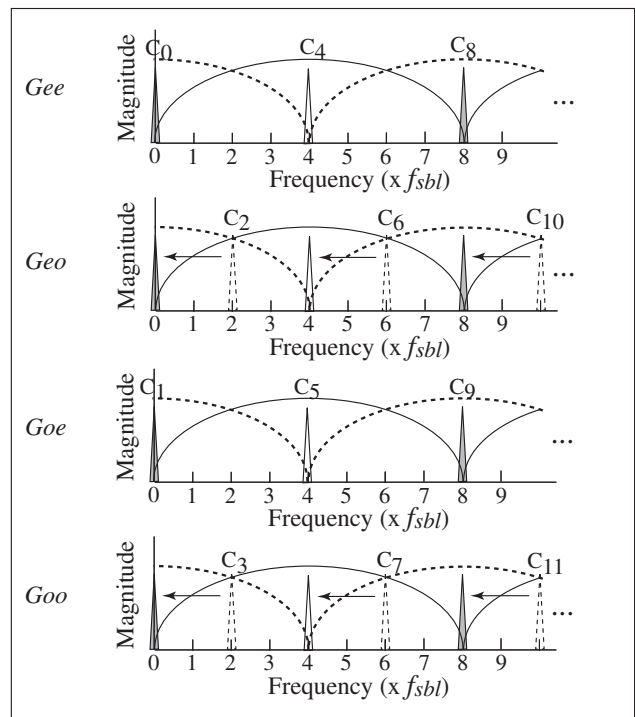 C0 C4 C8
Gee
Magnitude
...
0 1 2 3 4 5 6 7 8 9
Frequency (x fsbl)
C2 C6 C10
Geo
Magnitude
...
0 1 2 3 4 5 6 7 8 9
Frequency (x fsbl)
C1 C5 C9
Goe
Magnitude
...
0 1 2 3 4 5 6 7 8 9
Frequency (x fsbl)
C3 C7 C11
Goo
Magnitude
...
0 1 2 3 4 5 6 7 8 9
Frequency (x fsbl)